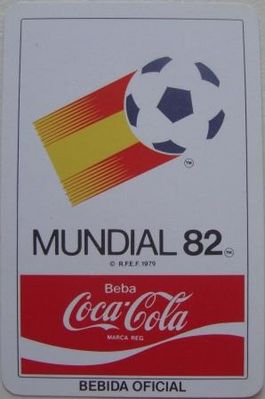 TM
MUNDIAL 82 TM
© R.F.E.F. 1979
Beba
Coca-Cola
MARCA REG
BEBIDA OFICIAL